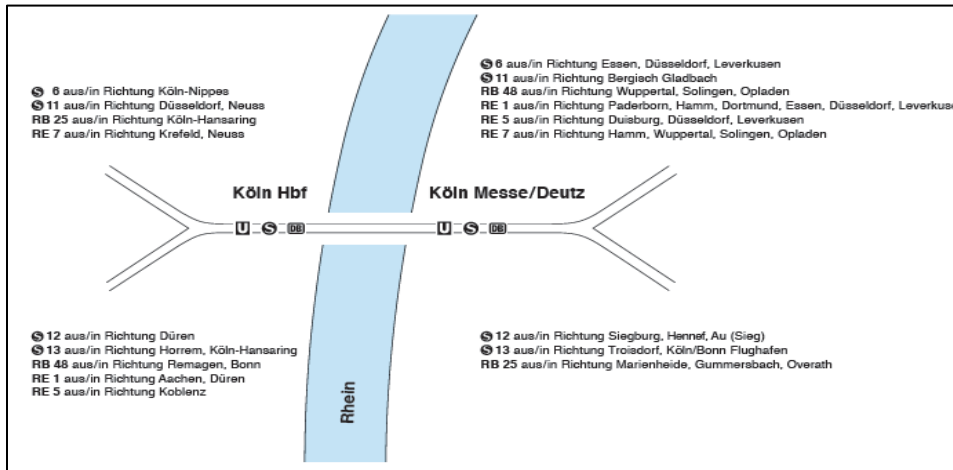 S 6 aus/in Richtung Köln-Nippes
S 11 aus/in Richtung Düsseldorf, Neuss
RB 25 aus/in Richtung Köln-Hansaring
RE 7 aus/in Richtung Krefeld, Neuss
S 6 aus/in Richtung Essen, Düsseldorf, Leverkusen
S 11 aus/in Richtung Bergisch Gladbach
RB 48 aus/in Richtung Wuppertal, Solingen, Opladen
RE 1 aus/in Richtung Paderborn, Hamm, Dortmund, Essen, Düsseldorf, Leverkuse
RE 5 aus/in Richtung Duisburg, Düsseldorf, Leverkusen
RE 7 aus/in Richtung Hamm, Wuppertal, Solingen, Opladen
Köln Hbf
Köln Messe/Deutz
U S DB
U S DB
S 12 aus/in Richtung Düren
S 13 aus/in Richtung Horrem, Köln-Hansaring
RB 48 aus/in Richtung Remagen, Bonn
RE 1 aus/in Richtung Aachen, Düren
RE 5 aus/in Richtung Koblenz
Rhein
S 12 aus/in Richtung Siegburg, Hennef, Au (Sieg)
S 13 aus/in Richtung Troisdorf, Köln/Bonn Flughafen
RB 25 aus/in Richtung Marienheide, Gummersbach, Overath